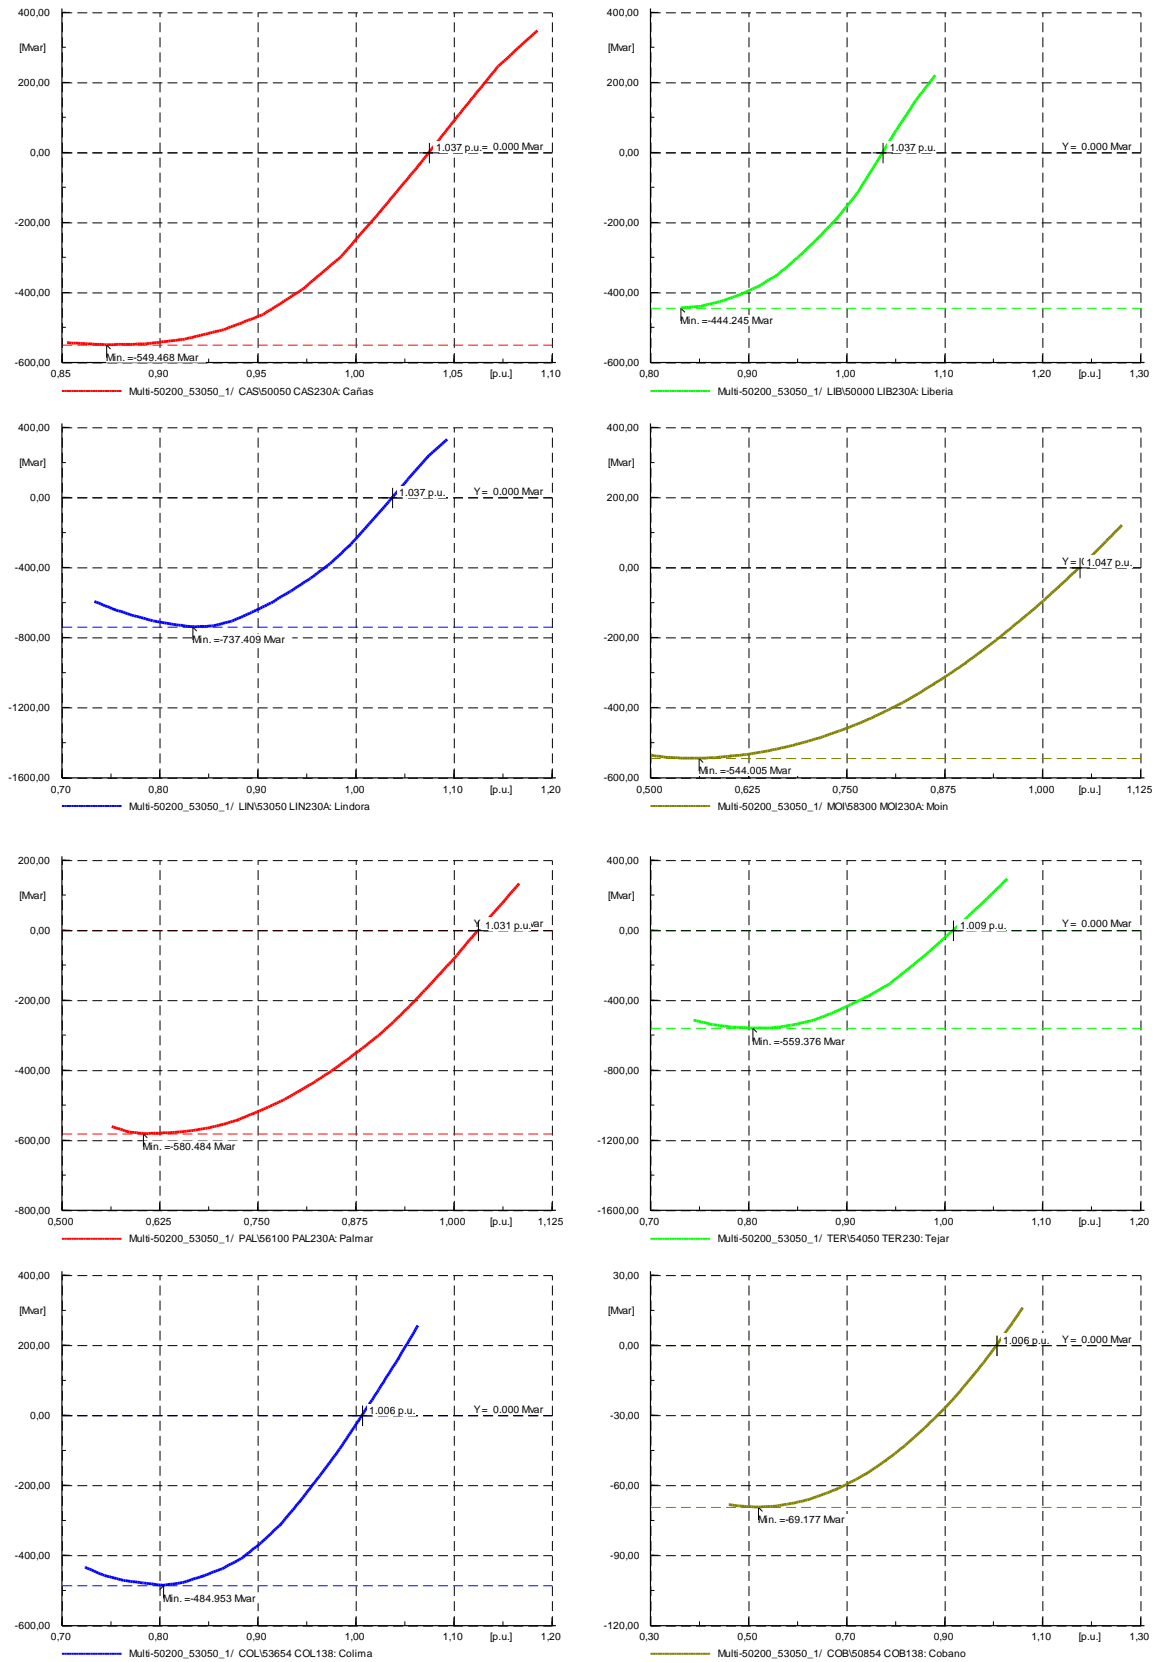 400,00
[Mvar]
200,00
0,00
-200,00
-400,00
-600,00
1.037 p.u.= 0.000 Mvar
Min. =-549.468 Mvar
0,85 0,90 0,95 1,00 1,05 [p.u.] 1,10
Multi-50200_53050_1/ CAS\50050 CAS230A: Cañas
400,00
[Mvar]
200,00
0,00
-200,00
-400,00
-600,00
1.037 p.u. Y = 0.000 Mvar
Min. =-444.245 Mvar
0,80 0,90 1,00 1,10 [p.u.] 1,20 1,30
Multi-50200_53050_1/ LIB\50000 LIB230A: Liberia
400,00
[Mvar]
0,00
-400,00
-800,00
-1200,00
-1600,00
1.037 p.u. Y = 0.000 Mvar
Min. =-737.409 Mvar
0,70 0,80 0,90 1,00 1,10 [p.u.] 1,20
Multi-50200_53050_1/ LIN\53050 LIN230A: Lindora
400,00
[Mvar]
200,00
0,00
-200,00
-400,00
-600,00
Y = 1.047 p.u.
Min. =-544.005 Mvar
0,500 0,625 0,750 0,875 1,000 [p.u.] 1,125
Multi-50200_53050_1/ MOI\58300 MOI230A: Moin
200,00
[Mvar]
0,00
-200,00
-400,00
-600,00
-800,00
1.031 p.u.
Min. =-580.484 Mvar
0,500 0,625 0,750 0,875 1,000 [p.u.] 1,125
Multi-50200_53050_1/ PAL\56100 PAL230A: Palmar
400,00
[Mvar]
0,00
-400,00
-800,00
-1200,00
-1600,00
1.009 p.u. Y = 0.000 Mvar
Min. =-559.376 Mvar
0,70 0,80 0,90 1,00 1,10 [p.u.] 1,20
Multi-50200_53050_1/ TER\54050 TER230: Tejar
400,00
[Mvar]
200,00
0,00
-200,00
-400,00
-600,00
1.006 p.u. Y = 0.000 Mvar
Min. =-484.953 Mvar
0,70 0,80 0,90 1,00 1,10 [p.u.] 1,20
Multi-50200_53050_1/ COL\53654 COL138: Colima
30,00
[Mvar]
0,00
-30,00
-60,00
-90,00
-120,00
1.006 p.u. Y = 0.000 Mvar
Min. =-69.177 Mvar
0,30 0,50 0,70 0,90 1,10 [p.u.] 1,30
Multi-50200_53050_1/ COB\50854 COB138: Cobano